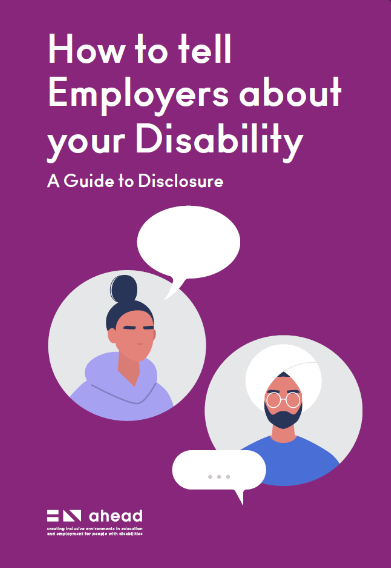 How to tell
Employers about
your Disability
A Guide to Disclosure
...
ahead
creating inclusive environments in education
and employment for people with disabilities